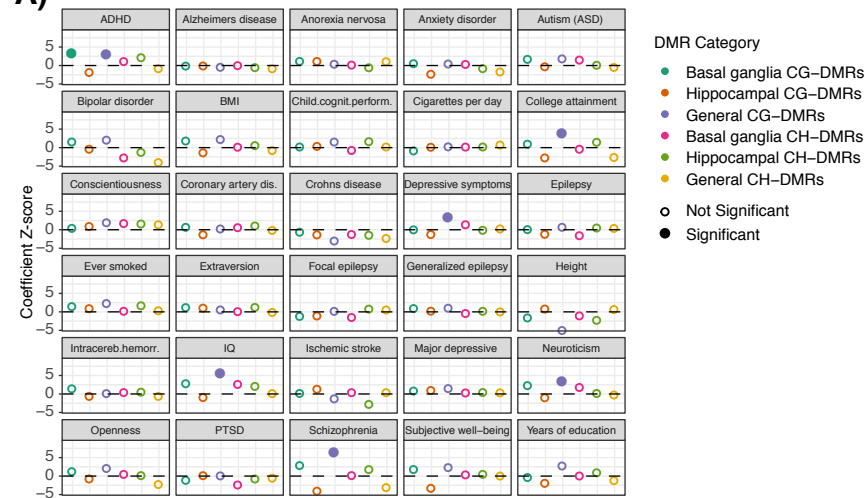 A)
ADHD Alzheimers disease Anorexia nervosa Anxiety disorder Autism (ASD)
5
0
−5
Bipolar disorder BMI Child.cognit.perform. Cigarettes per day College attainment
5
0
−5
Conscientiousness Coronary artery dis. Crohns disease Depressive symptoms Epilepsy
5
0
−5
Ever smoked Extraversion Focal epilepsy Generalized epilepsy Height
5
0
−5
Intracereb.hemorr. IQ Ischemic stroke Major depressive Neuroticism
5
0
−5
Openness PTSD Schizophrenia Subjective well−being Years of education
5
0
−5
Coefficient Z-score
DMR Category
Basal ganglia CG−DMRs
Hippocampal CG−DMRs
General CG−DMRs
Basal ganglia CH−DMRs
Hippocampal CH−DMRs
General CH−DMRs
Not Significant
Significant